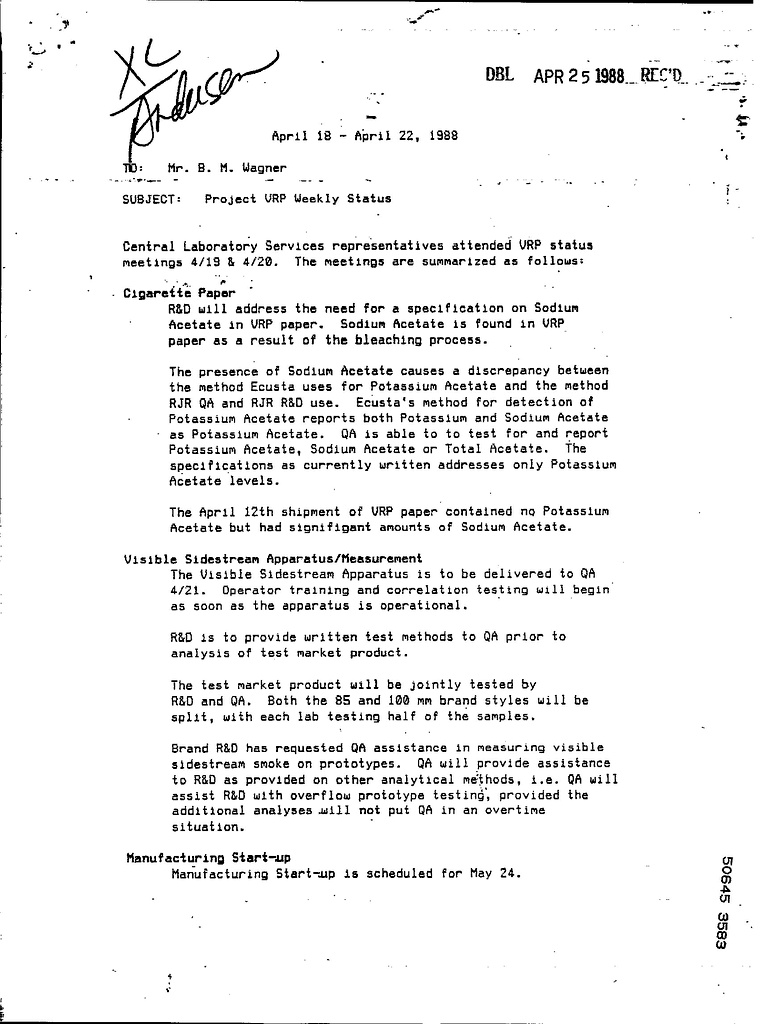 XC
Andersen
DBL APR 25 1988 REC'D
April 18 - April 22, 1988
TO: Mr. B. M. Wagner
SUBJECT: Project VRP Weekly Status
Central Laboratory Services representatives attended VRP status
meetings 4/19 & 4/20. The meetings are summarized as follows:
Cigarette Paper
R&D will address the need for a specification on Sodium
Acetate in VRP paper. Sodium Acetate is found in VRP
paper as a result of the bleaching process.
The presence of Sodium Acetate causes a discrepancy between
the method Ecusta uses for Potassium Acetate and the method
RJR QA and RJR R&D use. Ecusta's method for detection of
Potassium Acetate reports both Potassium and Sodium Acetate
as Potassium Acetate. QA is able to to test for and report
Potassium Acetate, Sodium Acetate or Total Acetate. The
specifications as currently written addresses only Potassium
Acetate levels.
The April 12th shipment of VRP paper contained no Potassium
Acetate but had signifigant amounts of Sodium Acetate.
Visible Sidestream Apparatus/Measurement
The Visible Sidestream Apparatus is to be delivered to QA
4/21. Operator training and correlation testing will begin
as soon as the apparatus is operational.
R&D is to provide written test methods to QA prior to
analysis of test market product.
The test market product will be jointly tested by
R&D and QA. Both the 85 and 100 mm brand styles will be
split, with each lab testing half of the samples.
Brand R&D has requested QA assistance in measuring visible
sidestream smoke on prototypes. QA will provide assistance
to R&D as provided on other analytical methods, i.e. QA will
assist R&D with overflow prototype testing, provided the
additional analyses will not put QA in an overtime
situation.
Manufacturing Start-up
Manufacturing Start-up is scheduled for May 24.
50645 3583